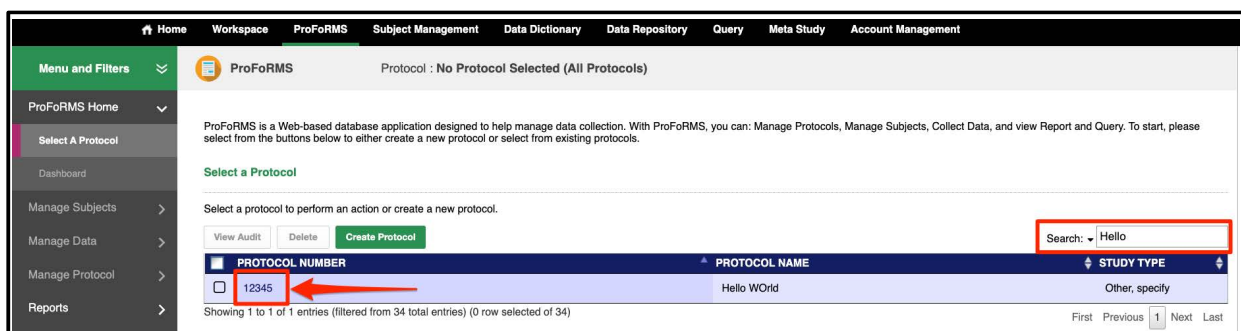 Home Workspace ProFoRMS Subject Management Data Dictionary Data Repository Query Meta Study Account Management
Menu and Filters
ProFoRMS Protocol : No Protocol Selected (All Protocols)
ProFoRMS Home
Select A Protocol
Dashboard
Manage Subjects
Manage Data
Manage Protocol
Reports
ProFoRMS is a Web-based database application designed to help manage data collection. With ProFoRMS, you can: Manage Protocols, Manage Subjects, Collect Data, and view Report and Query. To start, please
select from the buttons below to either create a new protocol or select from existing protocols.
Select a Protocol
Select a protocol to perform an action or create a new protocol.
View Audit Delete Create Protocol Search: Hello
PROTOCOL NUMBER PROTOCOL NAME STUDY TYPE
12345 Hello WOrld Other, specify
Showing 1 to 1 of 1 entries (filtered from 34 total entries) (0 row selected of 34) First Previous 1 Next Last